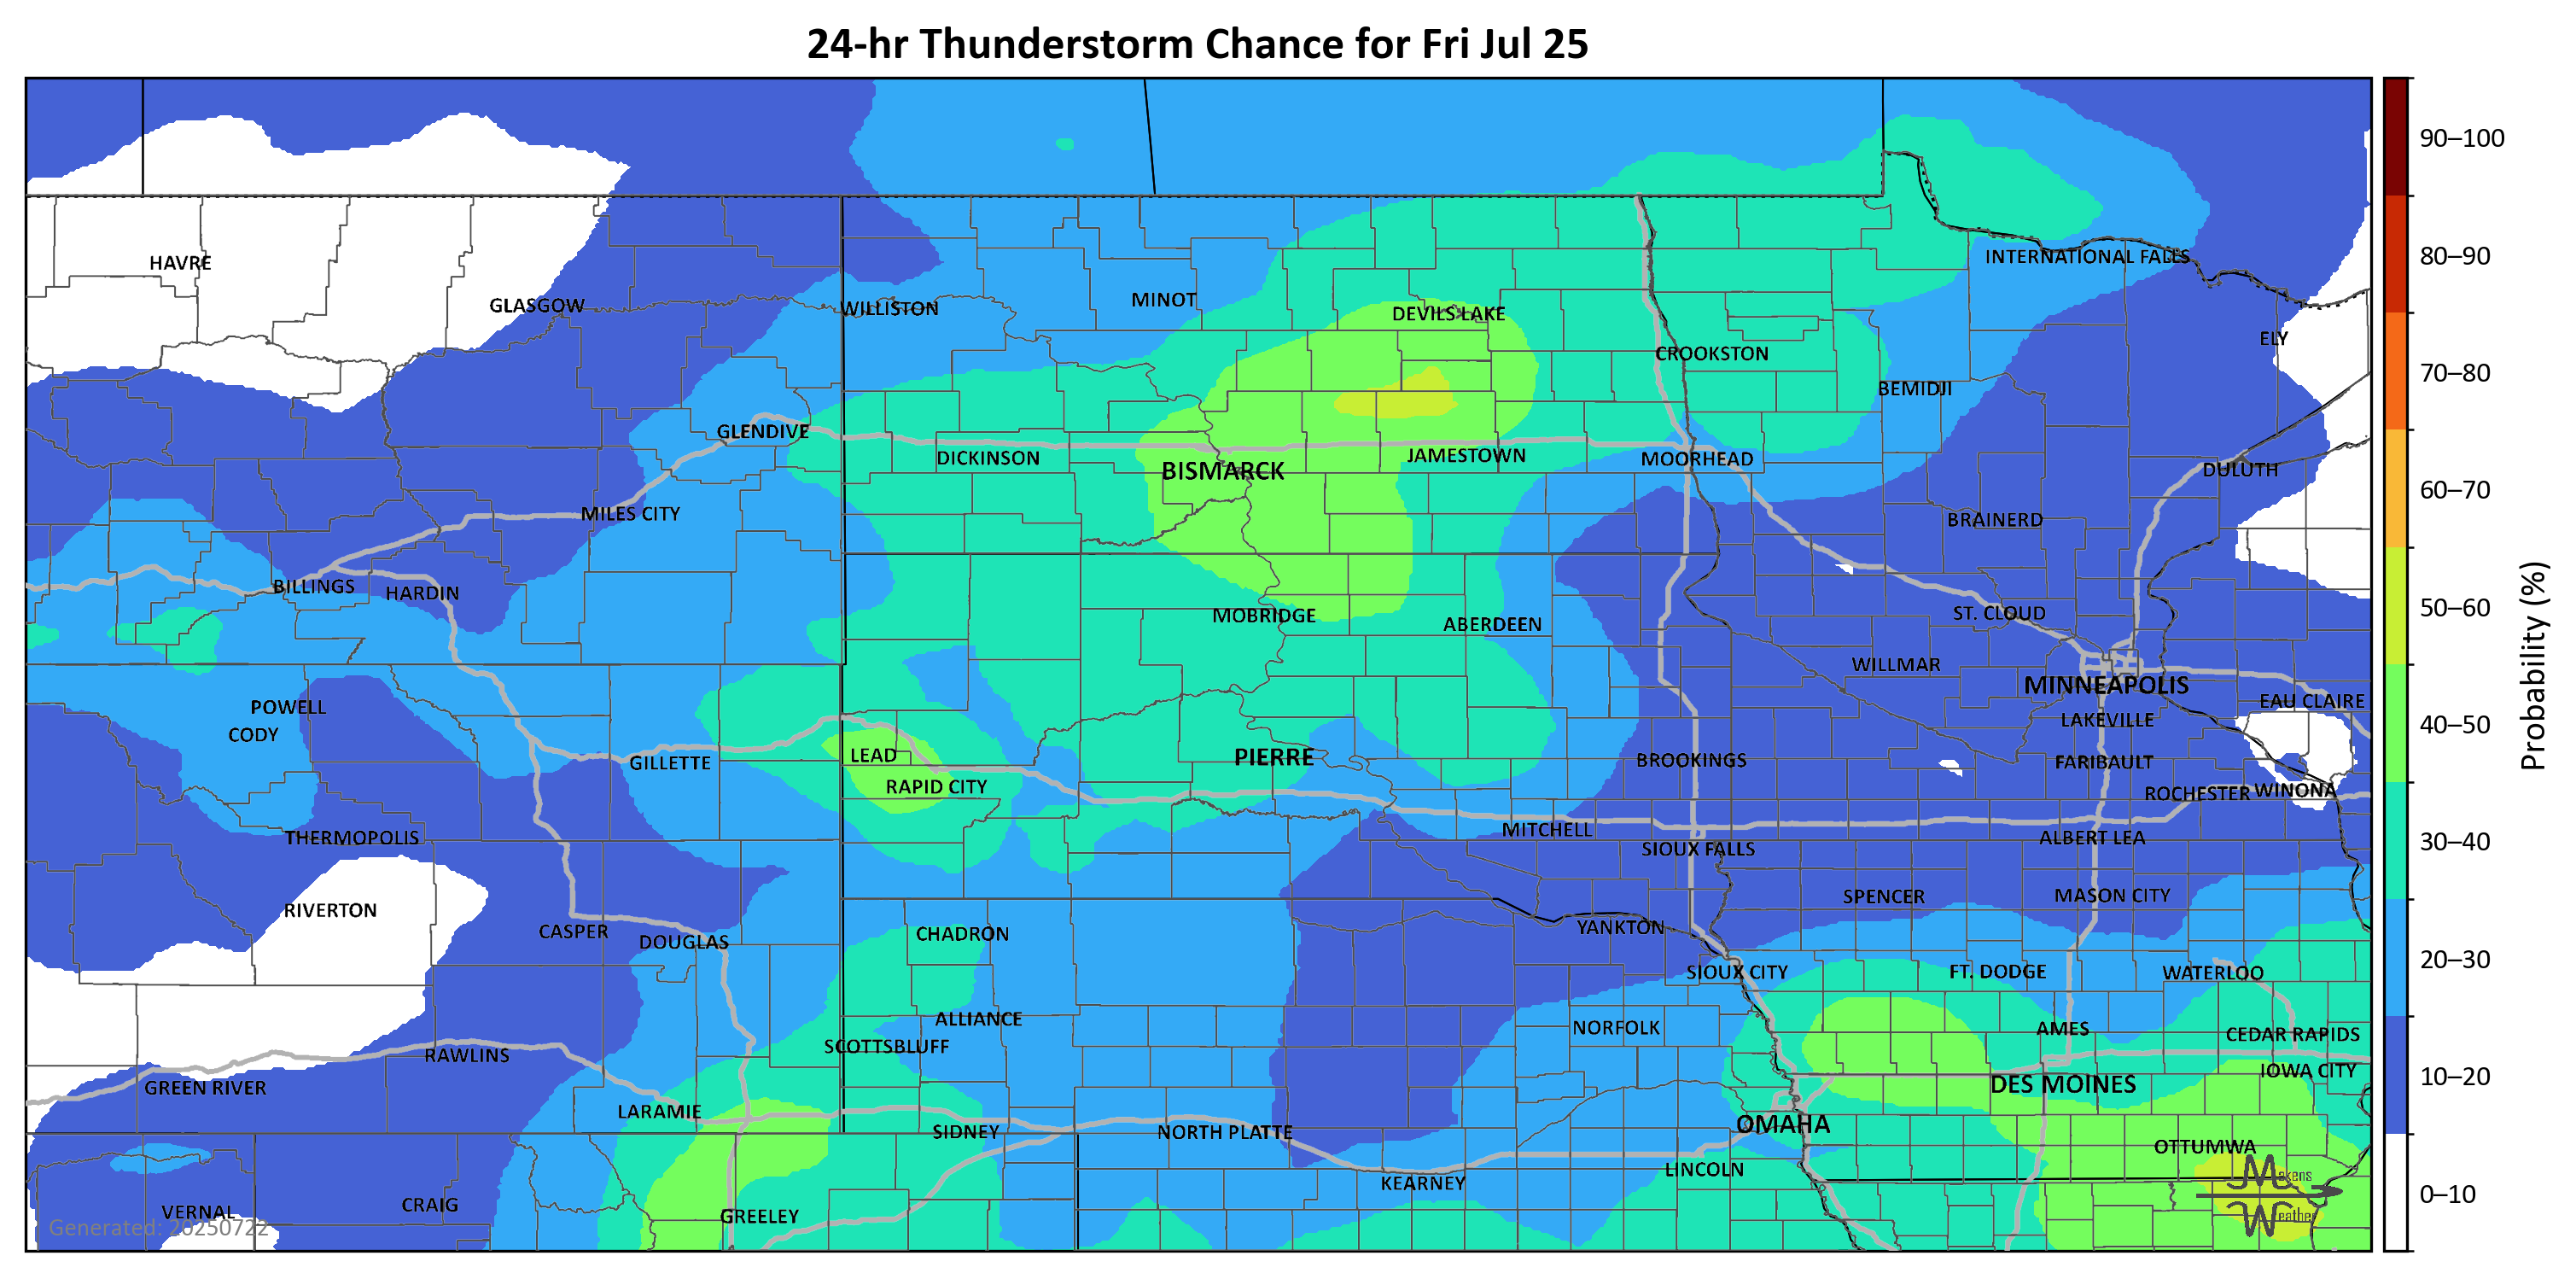 24-hr Thunderstorm Chance for Fri Jul 25
90–100
80–90
70–80
60–70
50–60
40–50
30–40
20–30
10–20
0–10
Probability (%)
HAVRE
INTERNATIONAL FALLS
GLASGOW
WILLISTON
MINOT
DEVILS LAKE
ELY
CROOKSTON
BEMIDJI
GLENDIVE
DICKINSON
BISMARCK
JAMESTOWN
MOORHEAD
DULUTH
MILES CITY
BRAINERD
BILLINGS
HARDIN
MOBRIDGE
ABERDEEN
ST. CLOUD
WILLMAR
MINNEAPOLIS
EAU CLAIRE
POWELL
CODY
LAKEVILLE
GILLETTE
LEAD
RAPID CITY
PIERRE
BROOKINGS
FARIBAULT
ROCHESTER
WINONA
THERMOPOLIS
MITCHELL
SIOUX FALLS
ALBERT LEA
RIVERTON
CASPER
DOUGLAS
CHADRON
YANKTON
SPENCER
MASON CITY
SIOUX CITY
FT. DODGE
WATERLOO
ALLIANCE
NORFOLK
AMES
CEDAR RAPIDS
SCOTTSBLUFF
RAWLINS
GREEN RIVER
DES MOINES
IOWA CITY
LARAMIE
SIDNEY
NORTH PLATTE
OMAHA
OTTUMWA
LINCOLN
KEARNEY
VERNAL
CRAIG
GREELEY
Makens
Weather
Generated: 20250722